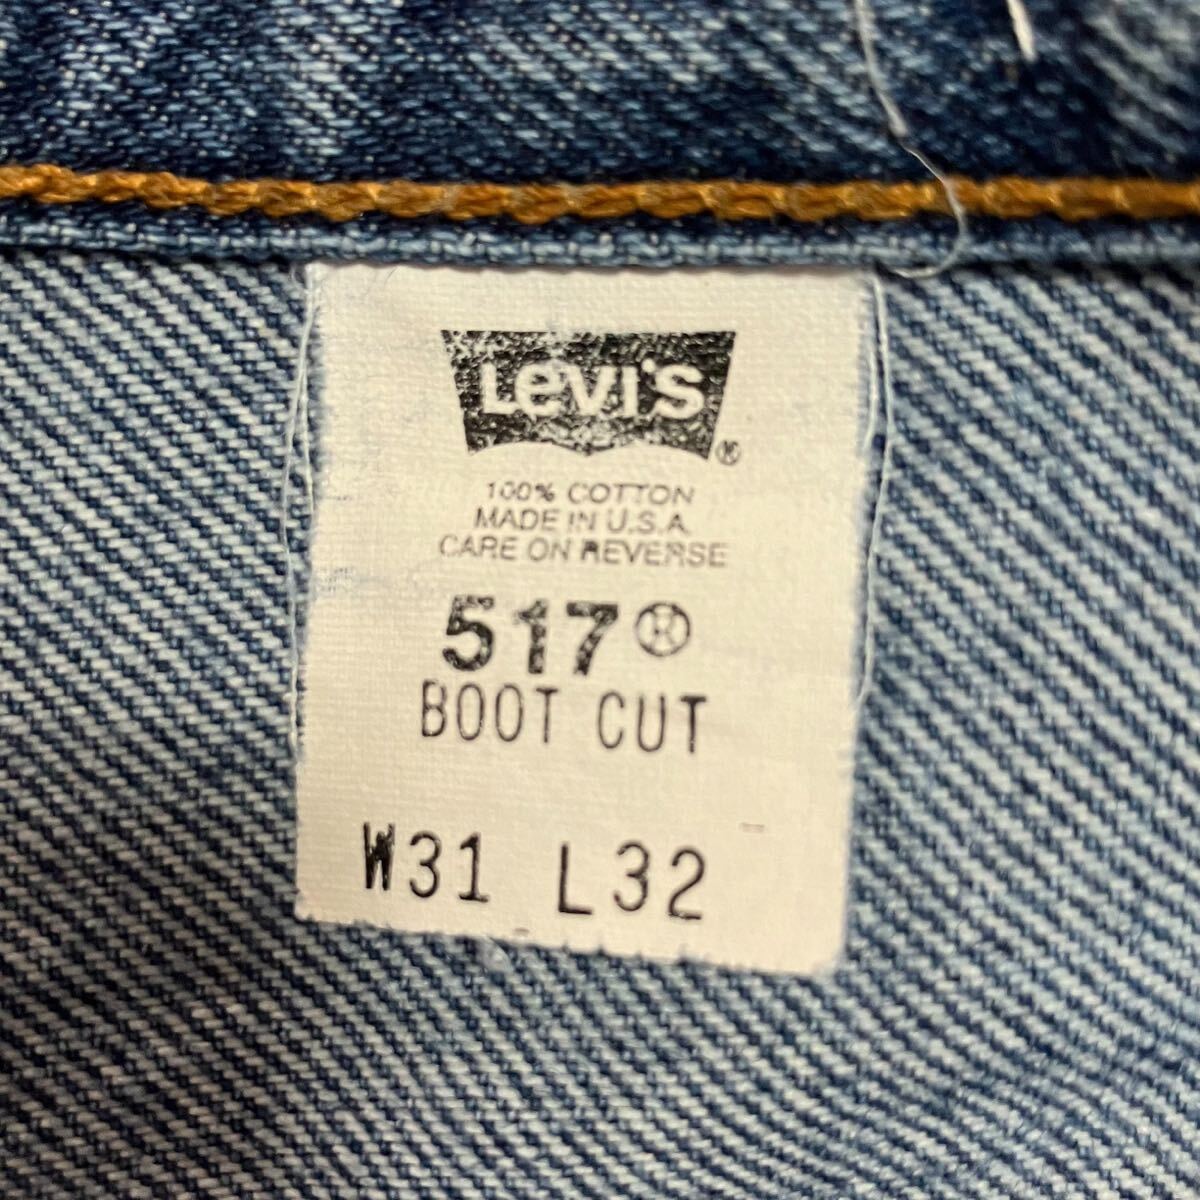 Levi's ®
100% COTTON
MADE IN U.S.A.
CARE ON REVERSE
517®
BOOT CUT
W31 L32